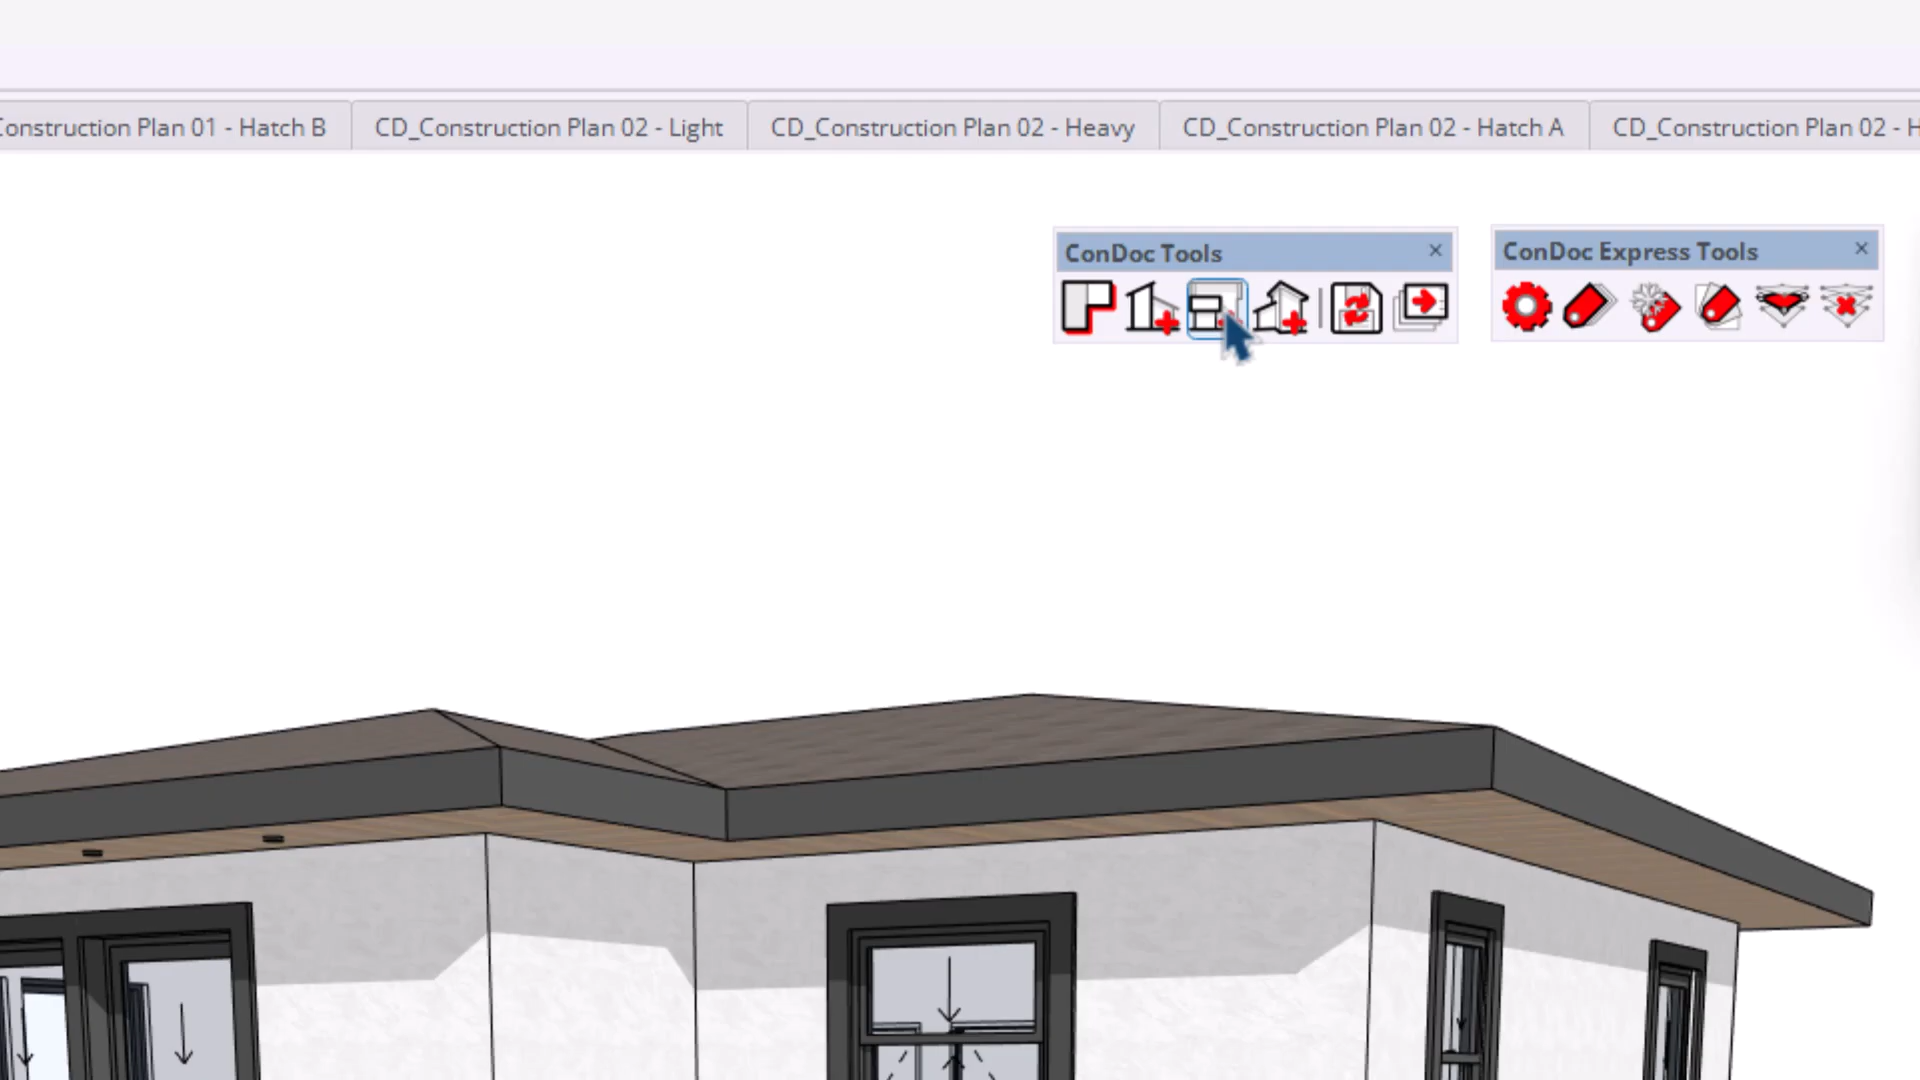 Construction Plan 01 - Hatch B
CD_Construction Plan 02 - Light
CD_Construction Plan 02 - Heavy
CD_Construction Plan 02 - Hatch A
CD_Construction Plan 02 - H
ConDoc Tools
ConDoc Express Tools